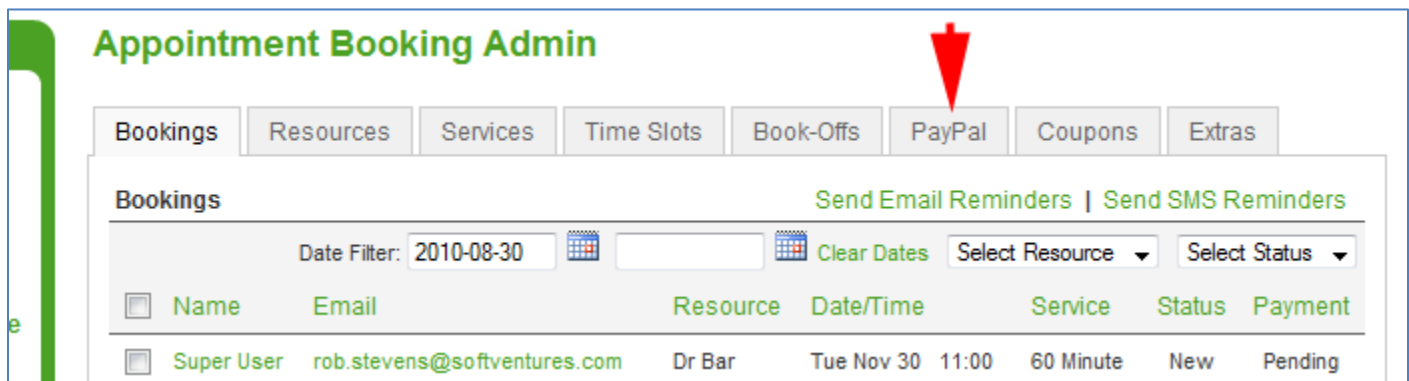 Appointment Booking Admin
Bookings Resources Services Time Slots Book-Offs PayPal Coupons Extras
Bookings Send Email Reminders | Send SMS Reminders
Date Filter: 2010-08-30 Clear Dates Select Resource Select Status
Name Email Resource Date/Time Service Status Payment
e
Super User rob.stevens@softventures.com Dr Bar Tue Nov 30 11:00 60 Minute New Pending